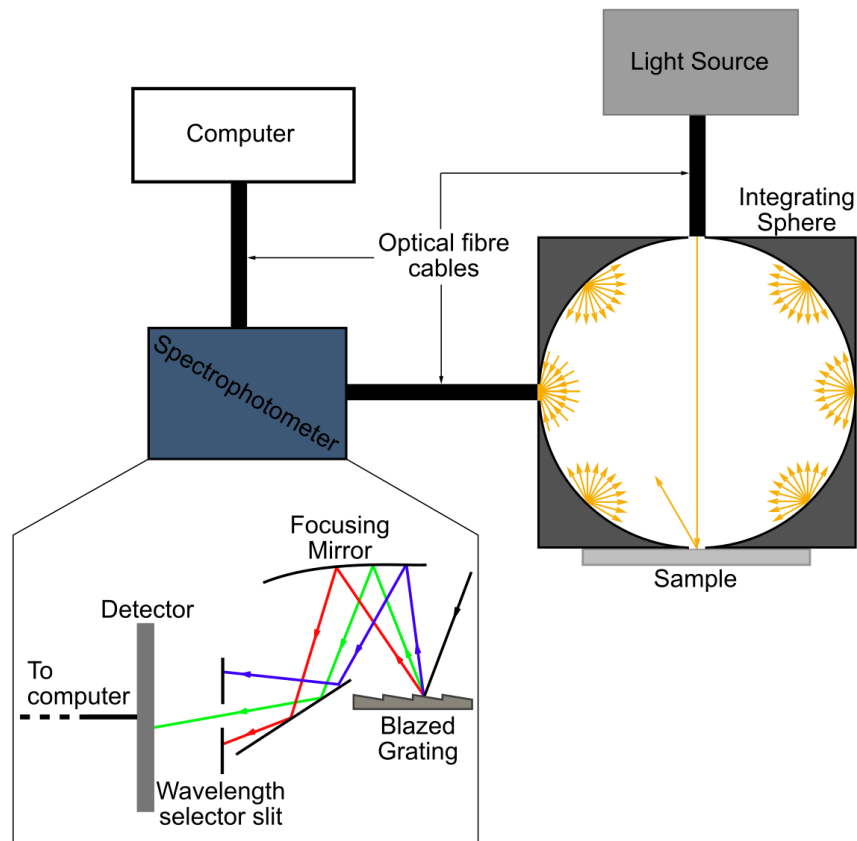 Light Source
Computer
Integrating
Sphere
Optical fibre
cables
Spectrophotometer
Sample
Focusing
Mirror
Detector
To
computer
Blazed
Grating
Wavelength
selector slit